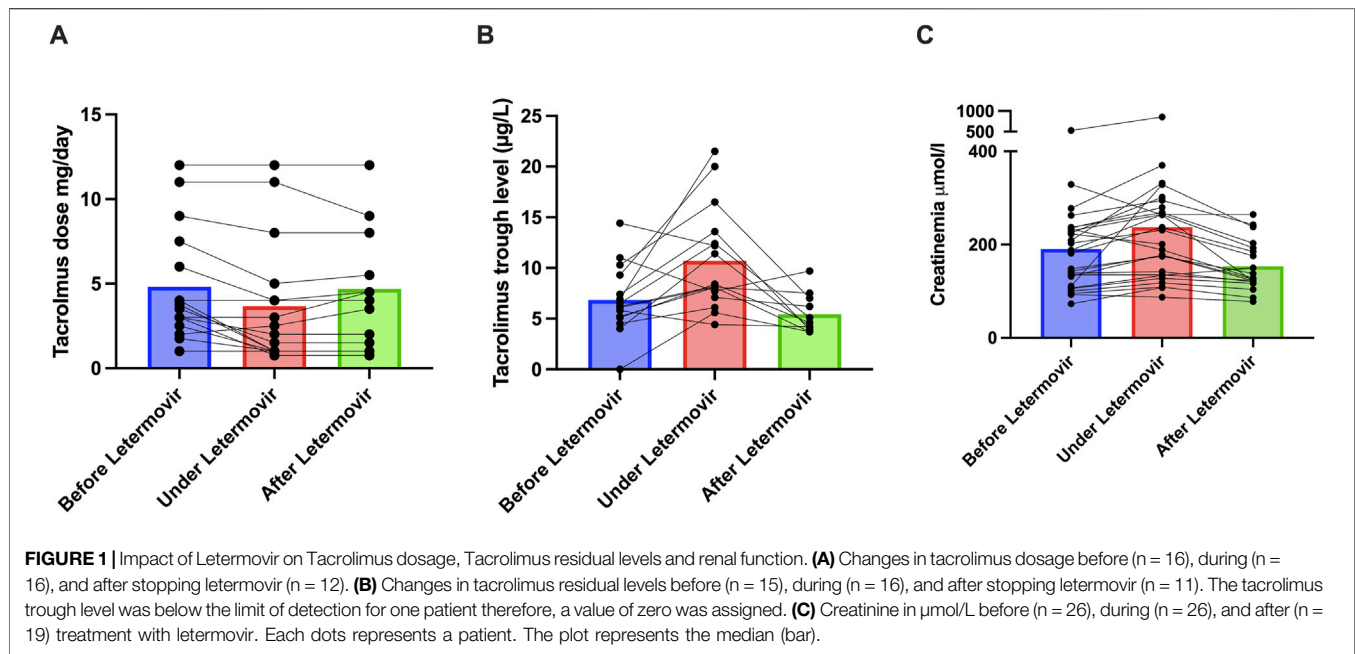 A
B
C
Tacrolmus dose mg/day
15
10
5
0
Before Letermovir
Under Letermovir
After Letermovir
Tacrolimus trough level (µg/L)
25
20
15
10
5
0
Before Letermovir
Under Letermovir
After Letermovir
Creatinemia µmol/l
1000
500
400
200
0
Before Letermovir
Under Letermovir
After Letermovir
FIGURE 1 | Impact of Letermovir on Tacrolimus dosage, Tacrolimus residual levels and renal function. (A) Changes in tacrolimus dosage before (n = 16), during (n =
16), and after stopping letermovir (n = 12). (B) Changes in tacrolimus residual levels before (n = 15), during (n = 16), and after stopping letermovir (n = 11). The tacrolimus
trough level was below the limit of detection for one patient therefore, a value of zero was assigned. (C) Creatinine in µmol/L before (n = 26), during (n = 26), and after (n =
19) treatment with letermovir. Each dots represents a patient. The plot represents the median (bar).